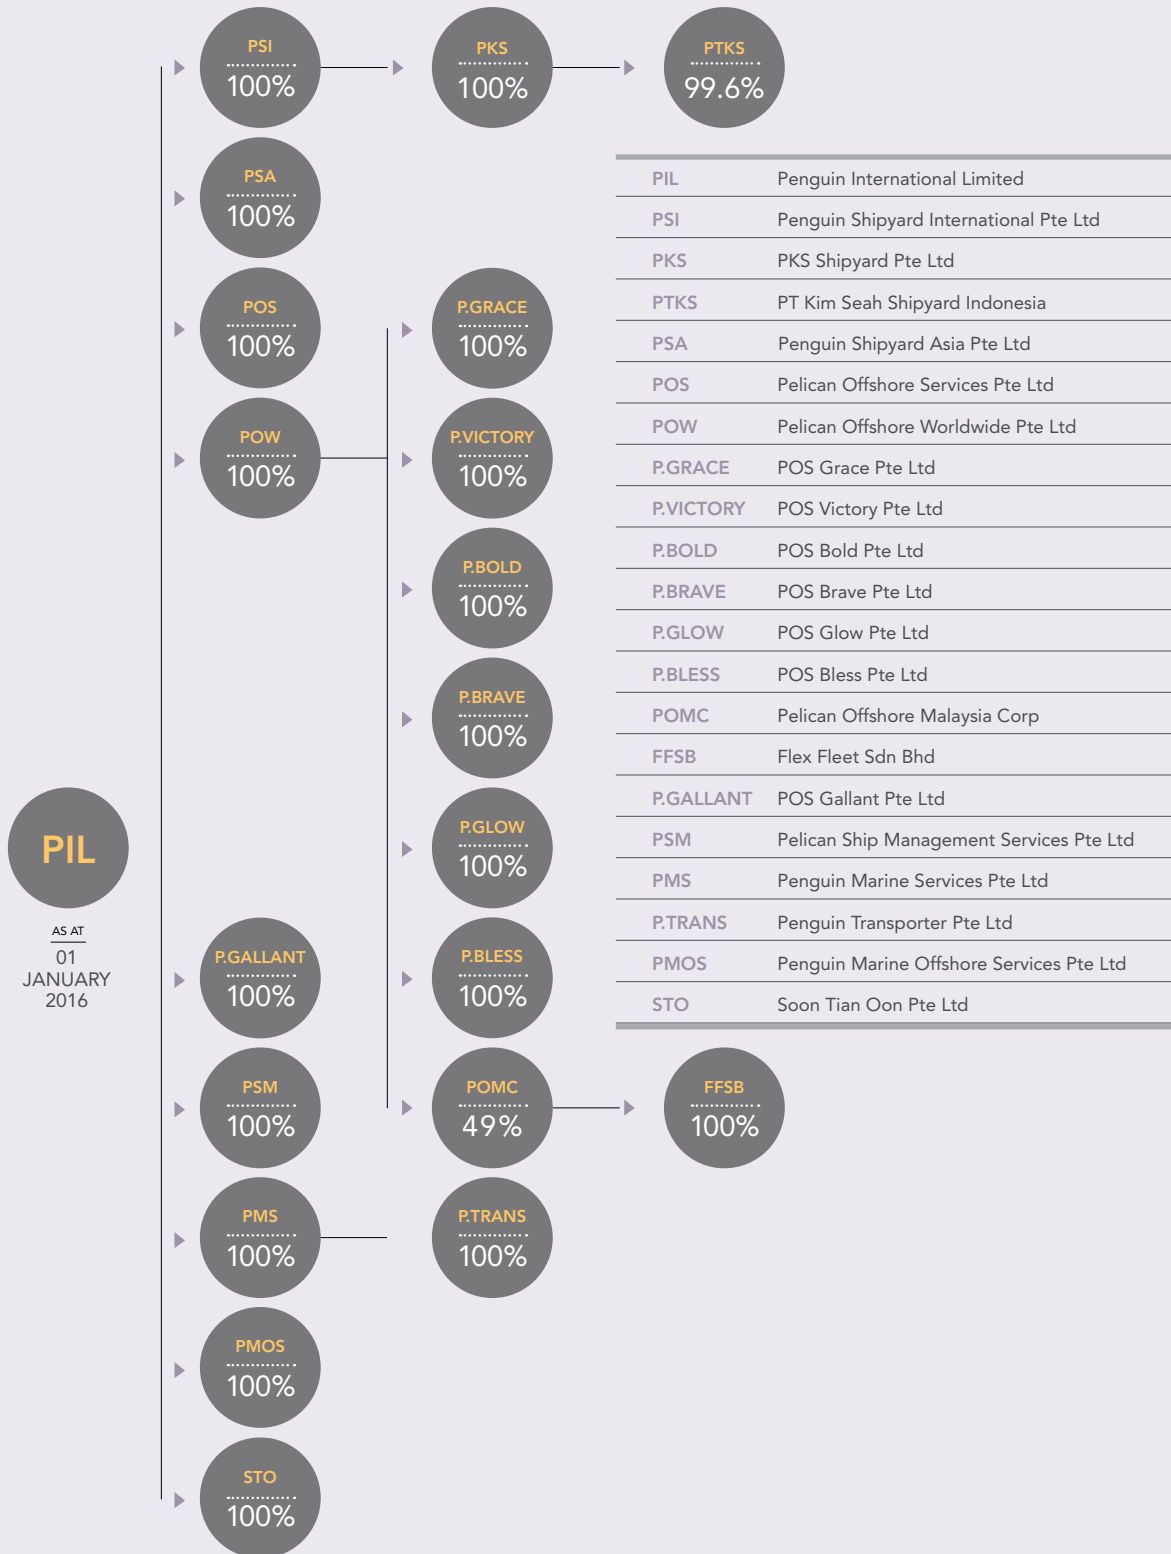 PSI
100%
PKS
100%
PTKS
99.6%
PSA
100%
POS
100%
P.GRACE
100%
POW
100%
P.VICTORY
100%
P.BOLD
100%
P.BRAVE
100%
P.GLOW
100%
PIL
AS AT
01
JANUARY
2016
P.GALLANT
100%
P.BLESS
100%
PSM
100%
POMC
49%
FFSB
100%
PMS
100%
P.TRANS
100%
PMOS
100%
STO
100%
PIL Penguin International Limited
PSI Penguin Shipyard International Pte Ltd
PKS PKS Shipyard Pte Ltd
PTKS PT Kim Seah Shipyard Indonesia
PSA Penguin Shipyard Asia Pte Ltd
POS Pelican Offshore Services Pte Ltd
POW Pelican Offshore Worldwide Pte Ltd
P.GRACE POS Grace Pte Ltd
P.VICTORY POS Victory Pte Ltd
P.BOLD POS Bold Pte Ltd
P.BRAVE POS Brave Pte Ltd
P.GLOW POS Glow Pte Ltd
P.BLESS POS Bless Pte Ltd
POMC Pelican Offshore Malaysia Corp
FFSB Flex Fleet Sdn Bhd
P.GALLANT POS Gallant Pte Ltd
PSM Pelican Ship Management Services Pte Ltd
PMS Penguin Marine Services Pte Ltd
P.TRANS Penguin Transporter Pte Ltd
PMOS Penguin Marine Offshore Services Pte Ltd
STO Soon Tian Oon Pte Ltd